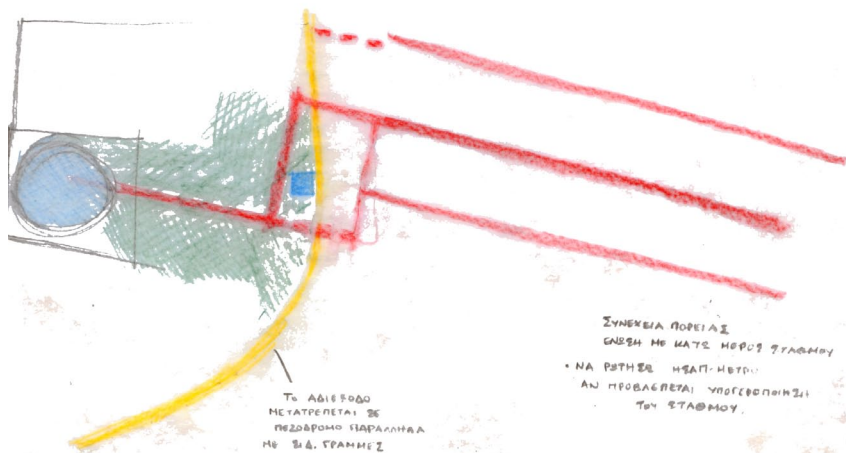 ΣΥΝΕΧΕΙΑ ΠΟΡΕΙΑΣ
ΕΝΩΣΗ ΜΕ ΚΑΤΩ ΜΕΡΟΣ ΣΤΑΘΜΟΥ
• ΝΑ ΡΩΤΗΣΩ ΗΣΑΠ-ΜΕΤΡΟ
ΑΝ ΠΡΟΒΛΕΠΕΤΑΙ ΥΠΟΓΕΙΟΠΟΙΗΣΗ
ΤΟΥ ΣΤΑΘΜΟΥ.
ΤΟ ΑΔΙΕΞΟΔΟ
ΜΕΤΑΤΡΕΠΕΤΑΙ ΣΕ
ΠΕΖΟΔΡΟΜΟ ΠΑΡΑΛΛΗΛΑ
ΜΕ ΣΙΔ. ΓΡΑΜΜΕΣ